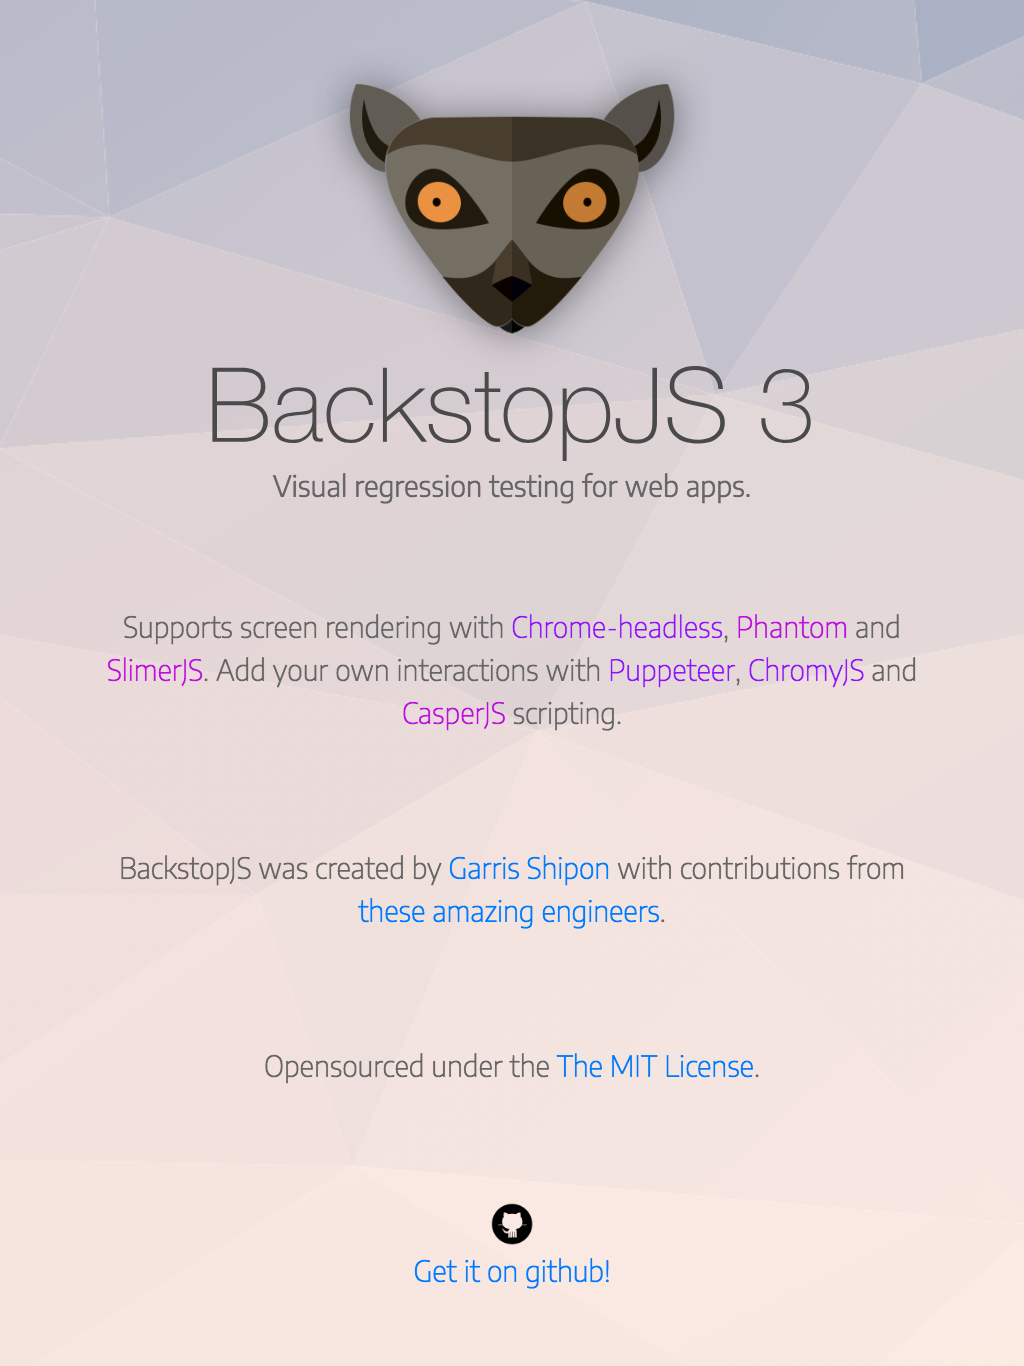 BackstopJS 3
Visual regression testing for web apps.
Supports screen rendering with Chrome-headless, Phantom and
SlimerJS. Add your own interactions with Puppeteer, ChromyJS and
CasperJS scripting.
BackstopJS was created by Garris Shipon with contributions from
these amazing engineers.
Opensourced under the The MIT License.
Get it on github!